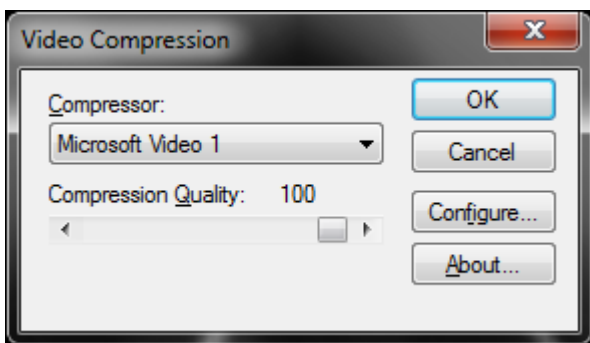 Video Compression
Compressor:
Microsoft Video 1
Compression Quality: 100
OK
Cancel
Configure...
About...